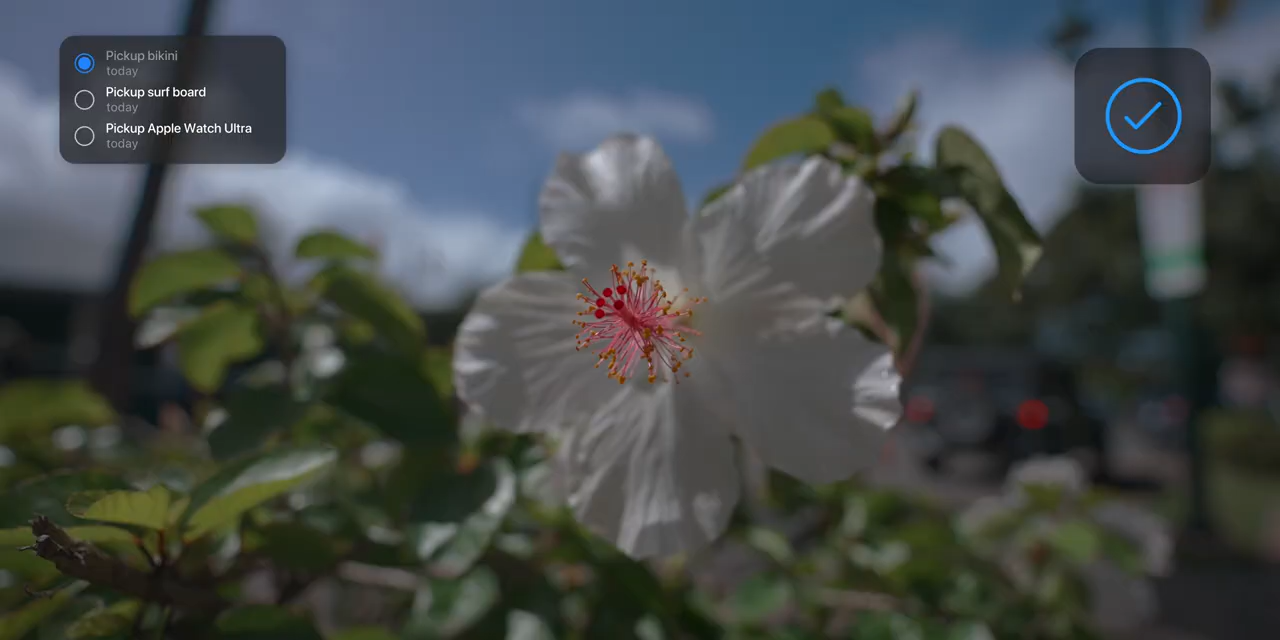 Pickup bikini
today
Pickup surf board
today
Pickup Apple Watch Ultra
today